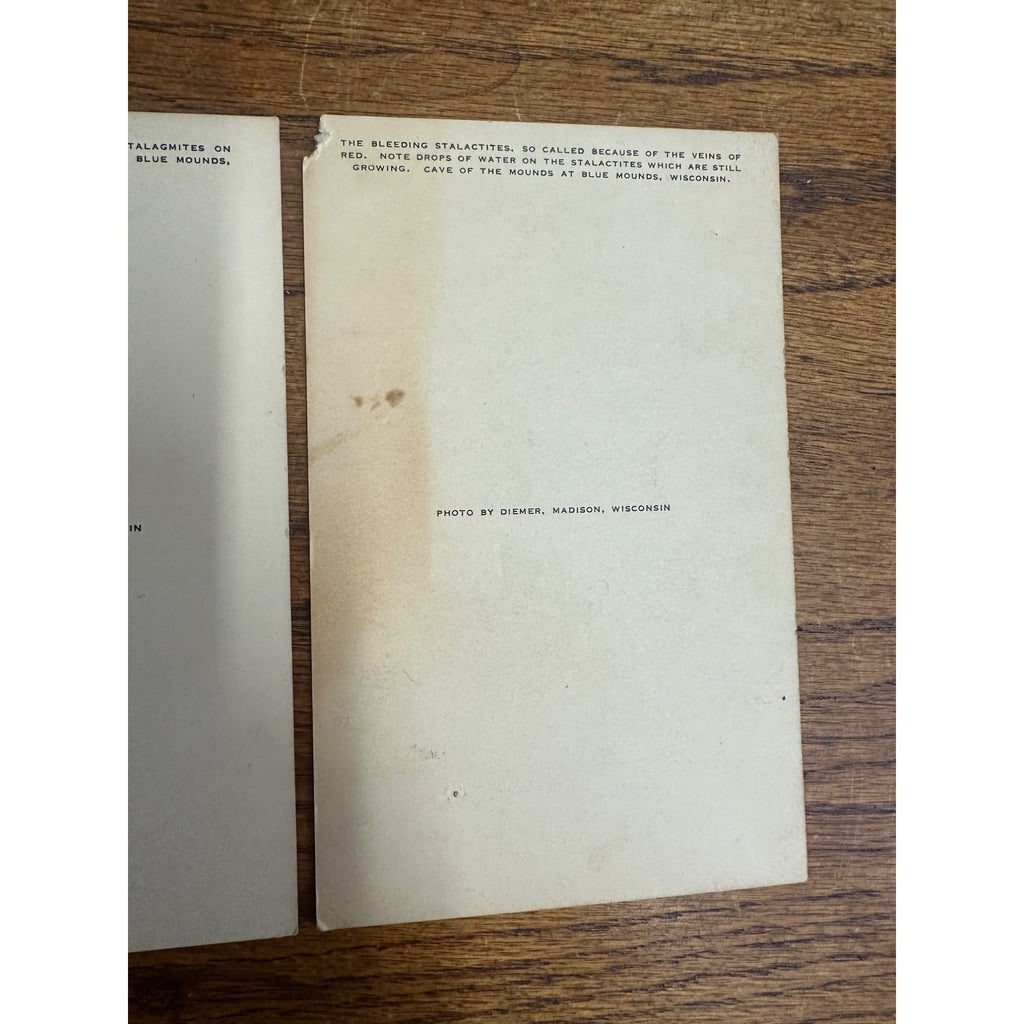 TALAGMITES ON
BLUE MOUNDS,
IN
THE BLEEDING STALACTITES, SO CALLED BECAUSE OF THE VEINS OF
RED. NOTE DROPS OF WATER ON THE STALACTITES WHICH ARE STILL
GROWING. CAVE OF THE MOUNDS AT BLUE MOUNDS, WISCONSIN.
PHOTO BY DIEMER, MADISON, WISCONSIN